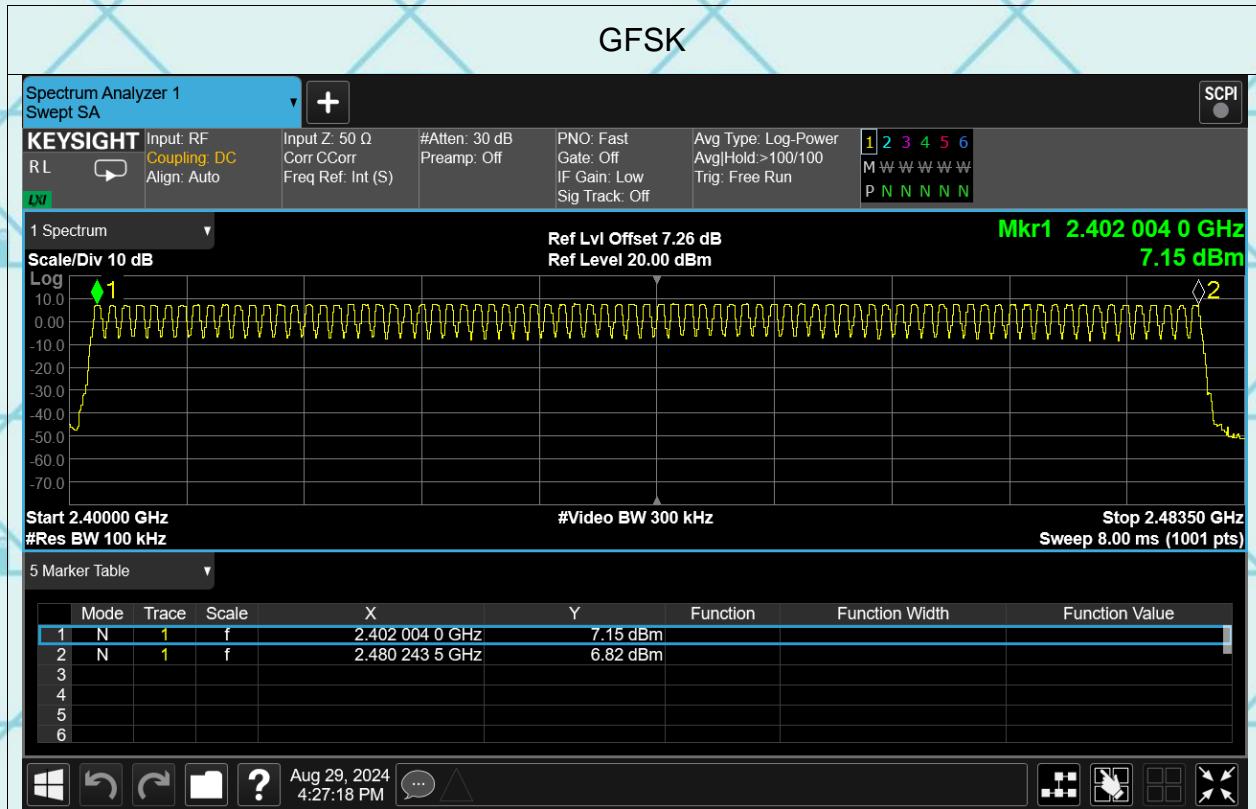 GFSK
Spectrum Analyzer 1
Swept SA
+
SCPI
KEYSIGHT
RL
LXI
Input: RF
Coupling: DC
Align: Auto
Input Z: 50 Ω
Corr CCorr
Freq Ref: Int (S)
#Atten: 30 dB
Preamp: Off
PNO: Fast
Gate: Off
IF Gain: Low
Sig Track: Off
Avg Type: Log-Power
Avg|Hold:>100/100
Trig: Free Run
1 2 3 4 5 6
M W W W W W
P N N N N N
1 Spectrum
Scale/Div 10 dB
Ref Lvl Offset 7.26 dB
Ref Level 20.00 dBm
Mkr1 2.402 004 0 GHz
7.15 dBm
Log
1
2
10.0
0.00
-10.0
-20.0
-30.0
-40.0
-50.0
-60.0
-70.0
Start 2.40000 GHz
#Video BW 300 kHz
Stop 2.48350 GHz
#Res BW 100 kHz
Sweep 8.00 ms (1001 pts)
5 Marker Table
Mode Trace Scale X Y Function Function Width Function Value
1 N 1 f 2.402 004 0 GHz 7.15 dBm
2 N 1 f 2.480 243 5 GHz 6.82 dBm
3
4
5
6
?
Aug 29, 2024
4:27:18 PM